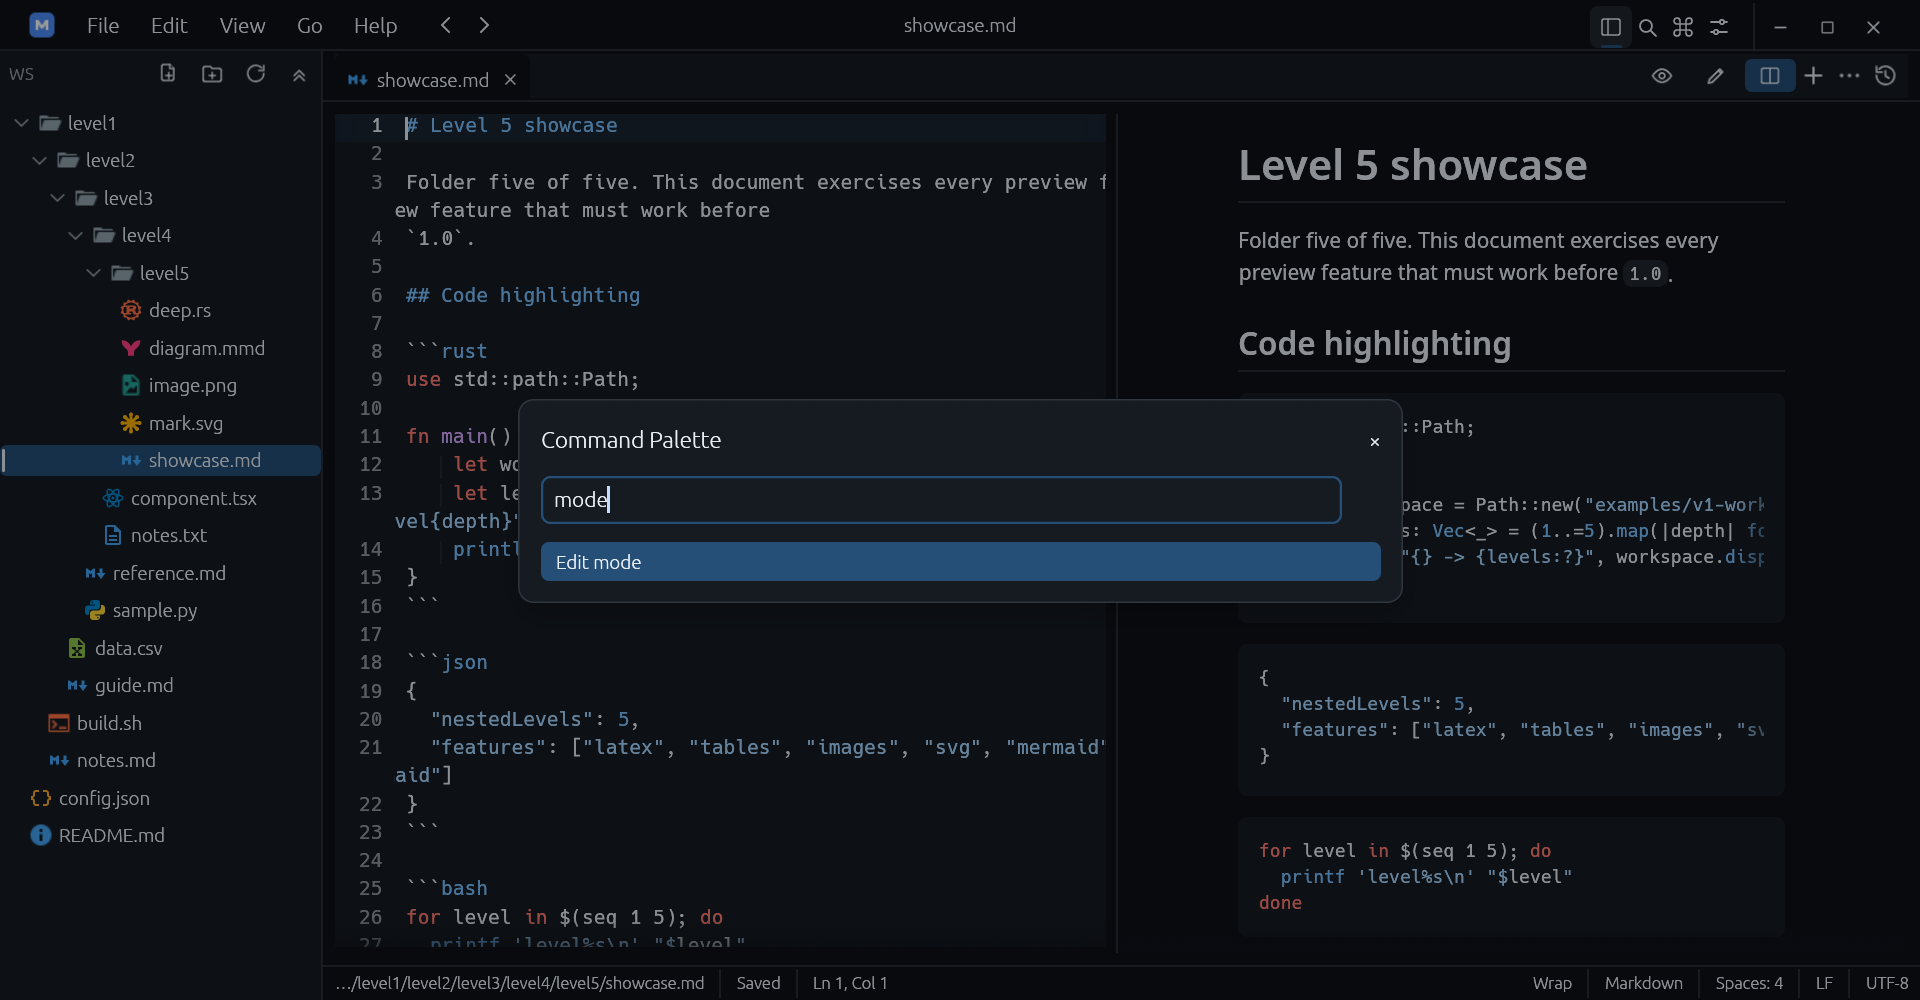 M File Edit View Go Help showcase.md
WS
level1
level2
level3
level4
level5
deep.rs
diagram.mmd
image.png
mark.svg
showcase.md
component.tsx
notes.txt
reference.md
sample.py
data.csv
guide.md
build.sh
notes.md
config.json
README.md
showcase.md
1 # Level 5 showcase
2
3 Folder five of five. This document exercises every preview f
ew feature that must work before
4 `1.0`.
5
6 ## Code highlighting
7
8 ```rust
9 use std::path::Path;
10
11 fn main()
12 let wo
13 let le
vel{depth}"
14 printl
15 }
16 ```
17
18 ```json
19 {
20 "nestedLevels": 5,
21 "features": ["latex", "tables", "images", "svg", "mermaid"
aid"]
22 }
23 ```
24
25 ```bash
26 for level in $(seq 1 5); do
27 printf 'level%s\n' "$level"
Command Palette
mode
Edit mode
Level 5 showcase
Folder five of five. This document exercises every
preview feature that must work before 1.0.
Code highlighting
::Path;
pace = Path::new("examples/v1-work
s: Vec<_> = (1..=5).map(|depth| fo
"{} -> {levels:?}", workspace.disp
{
"nestedLevels": 5,
"features": ["latex", "tables", "images", "sv
}
for level in $(seq 1 5); do
printf 'level%s\n' "$level"
done
…/level1/level2/level3/level4/level5/showcase.md Saved Ln 1, Col 1 Wrap Markdown Spaces: 4 LF UTF-8